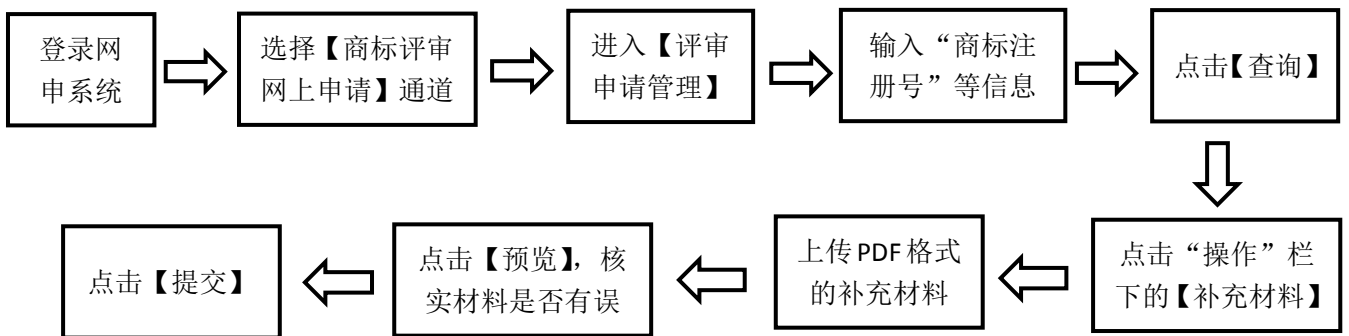 登录网
申系统
选择【商标评审
网上申请】通道
进入【评审
申请管理】
输入“商标注
册号”等信息
点击【查询】
点击“操作”栏
下的【补充材料】
上传PDF格式
的补充材料
点击【预览】，核
实材料是否有误
点击【提交】